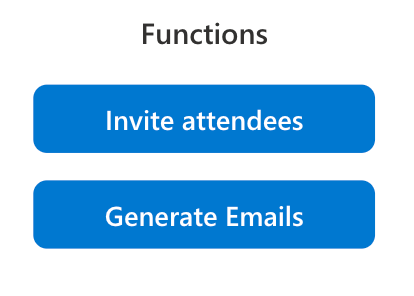 Functions
Invite attendees
Generate Emails